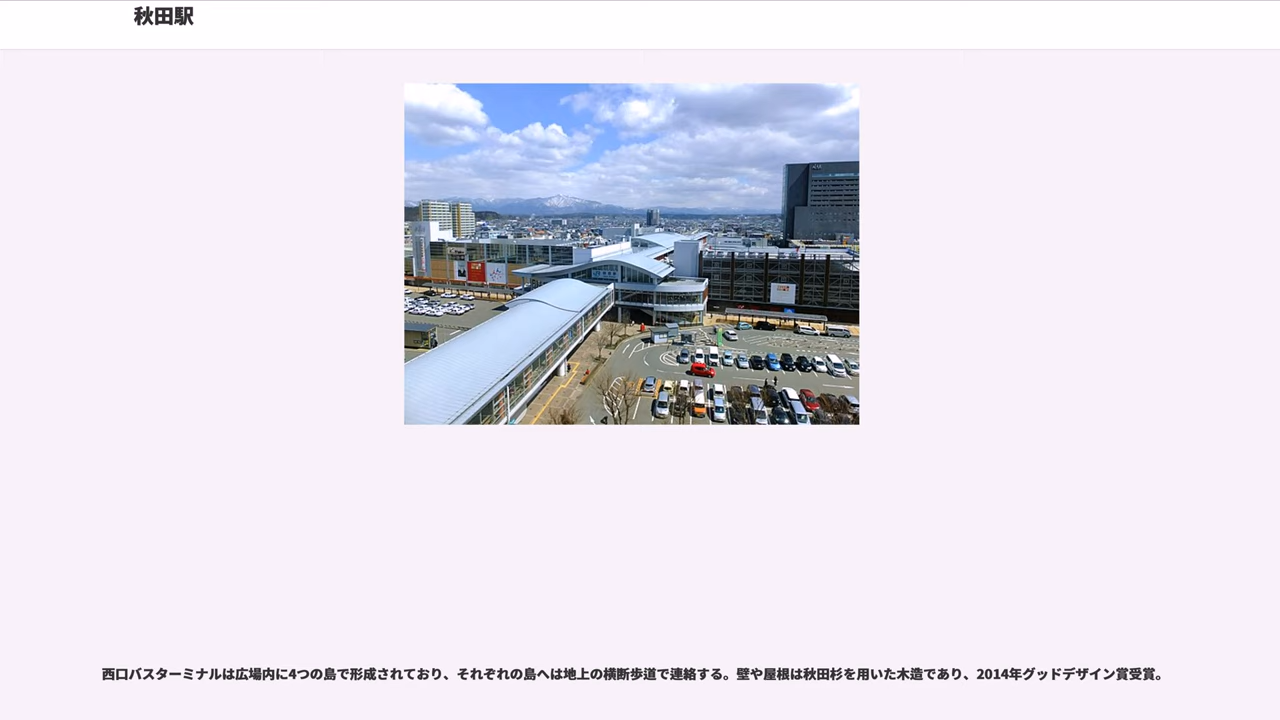 秋田駅
西口バスターミナルは広場内に4つの島で形成されており、それぞれの島へは地上の横断歩道で連絡する。壁や屋根は秋田杉を用いた木造であり、2014年グッドデザイン賞受賞。